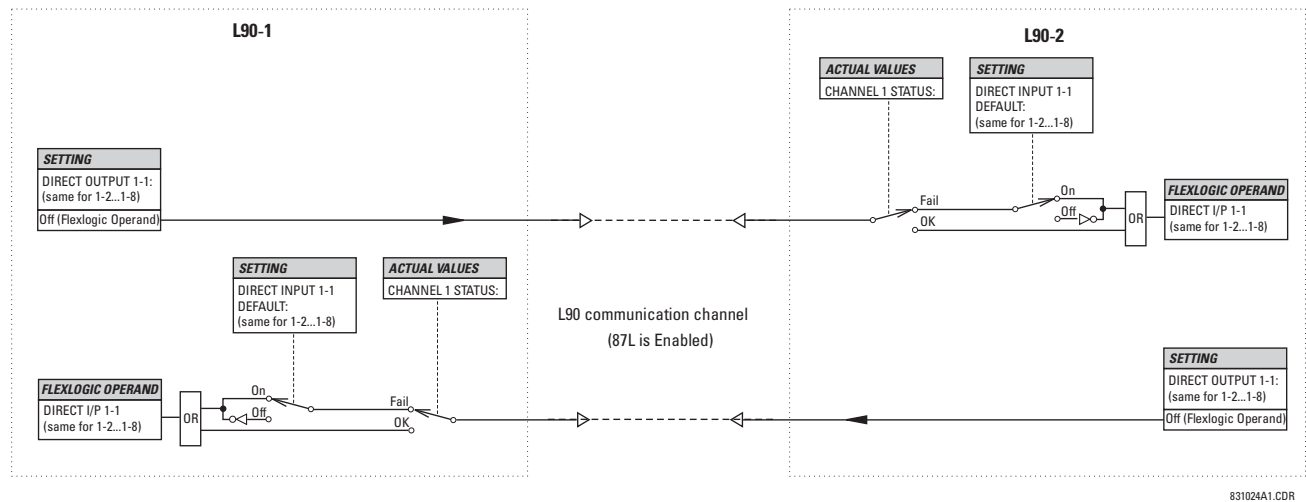 L90-1
L90-2
ACTUAL VALUES
CHANNEL 1 STATUS:
SETTING
DIRECT INPUT 1-1
DEFAULT:
(same for 1-2...1-8)
SETTING
DIRECT OUTPUT 1-1:
(same for 1-2...1-8)
Off (Flexlogic Operand)
Fail
OK
On
Off
OR
FLEXLOGIC OPERAND
DIRECT I/P 1-1
(same for 1-2...1-8)
SETTING
DIRECT INPUT 1-1
DEFAULT:
(same for 1-2...1-8)
ACTUAL VALUES
CHANNEL 1 STATUS:
L90 communication channel
(87L is Enabled)
FLEXLOGIC OPERAND
DIRECT I/P 1-1
(same for 1-2...1-8)
OR
On
Off
Fail
OK
SETTING
DIRECT OUTPUT 1-1:
(same for 1-2...1-8)
Off (Flexlogic Operand)
831024A1.CDR